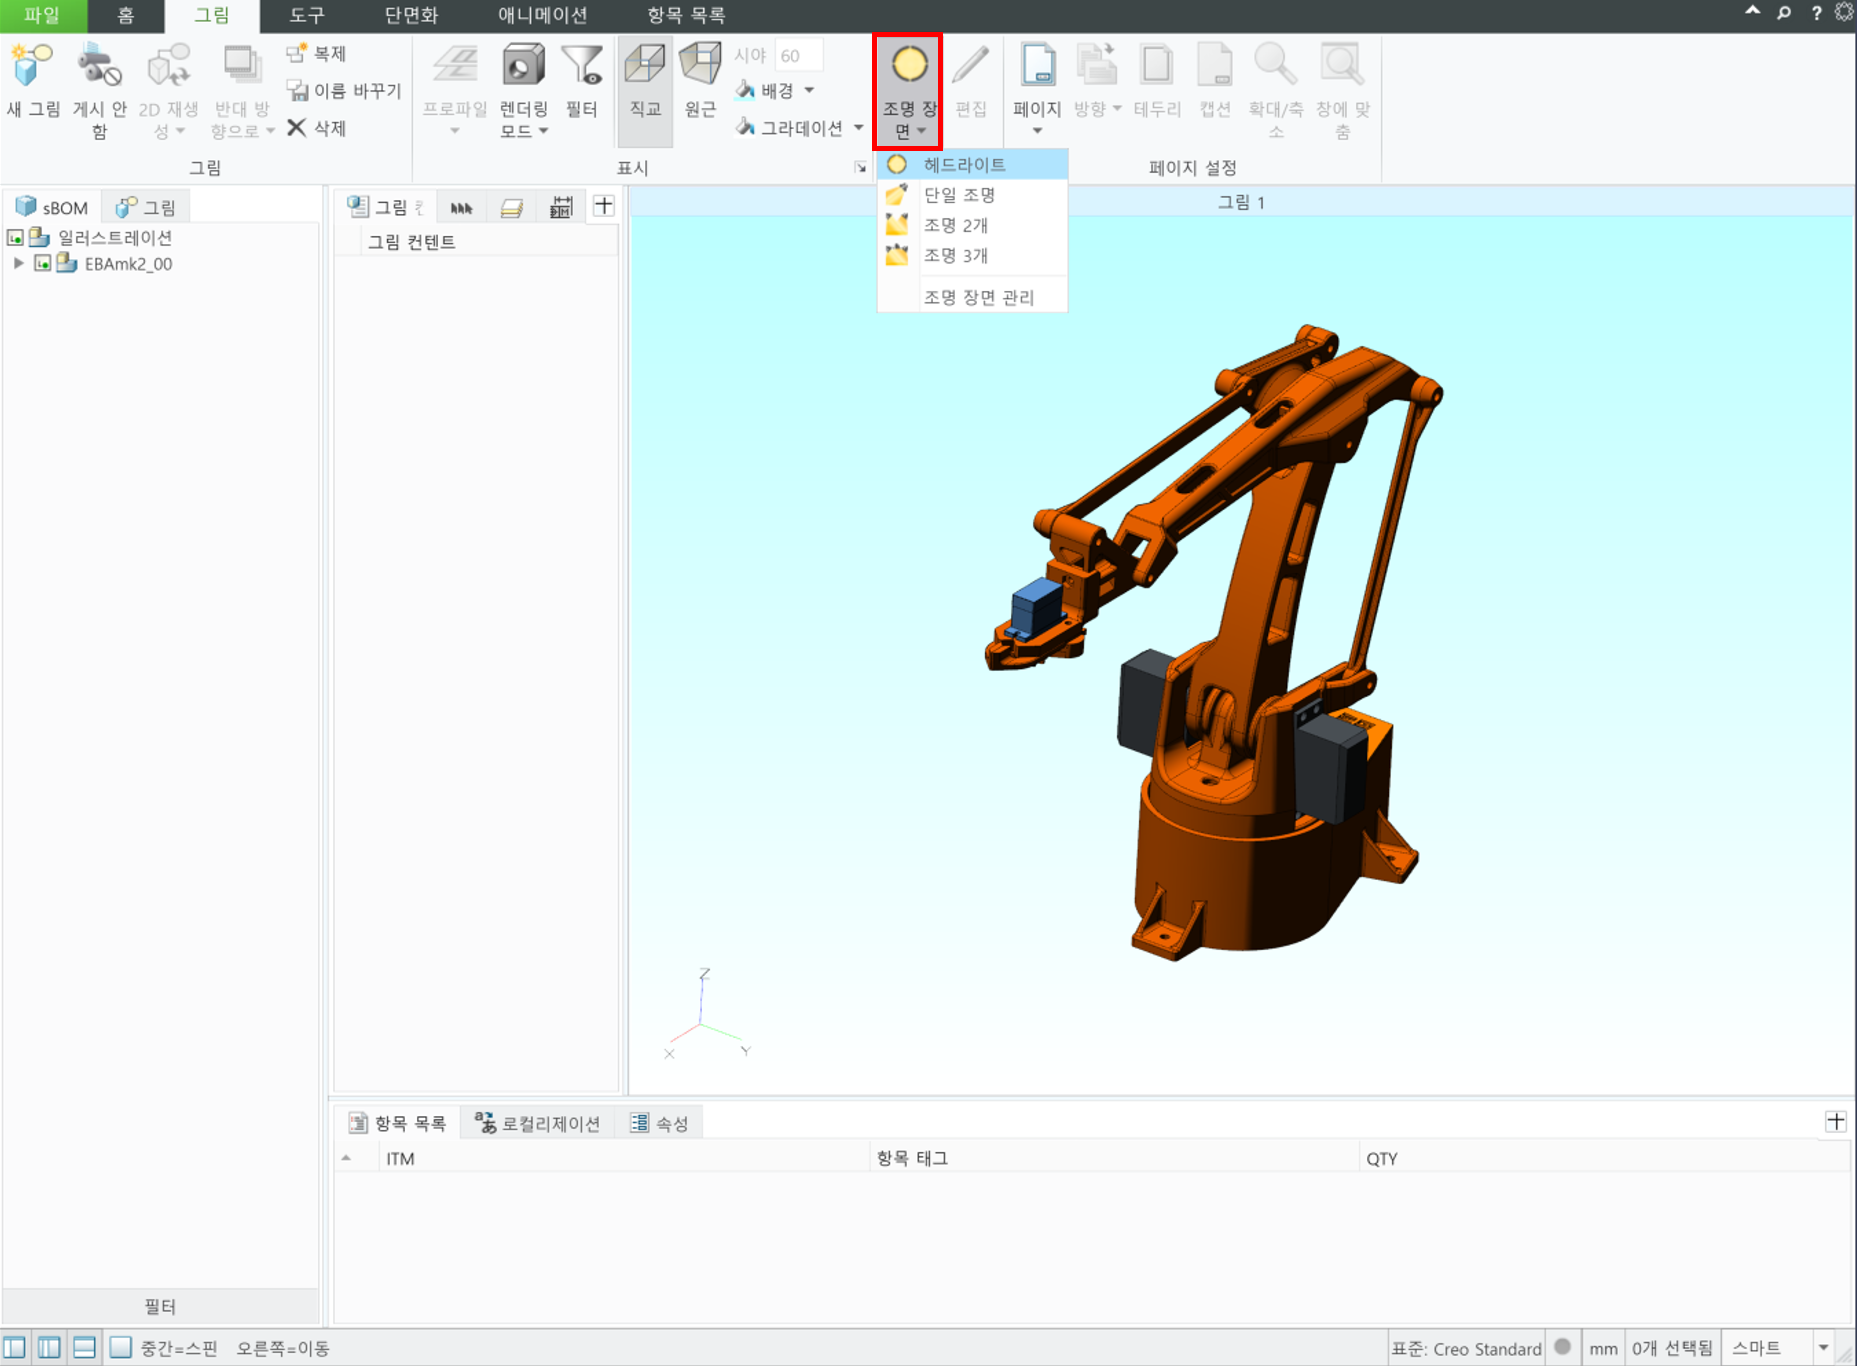 파일 홈 그림 도구 단면화 애니메이션 항목 목록
?
새 그림
게시 안
함
2D 재생
성
반대 방
향으로
복제
이름 바꾸기
삭제
그림
프로파일
렌더링
모드
필터
직교
원근
시야 60
배경
그라데이션
표시
조명 장
면
편집
페이지
방향
테두리
캡션
확대/축
소
창에 맞
춤
페이지 설정
헤드라이트
단일 조명
조명 2개
조명 3개
조명 장면 관리
sBOM 그림
일러스트레이션
EBAmk2_00
필터
그림
그림 컨텐트
그림 1
Z
X
Y
항목 목록 로컬리제이션 속성
ITM 항목 태그 QTY
중간=스핀 오른쪽=이동
표준: Creo Standard mm 0개 선택됨 스마트